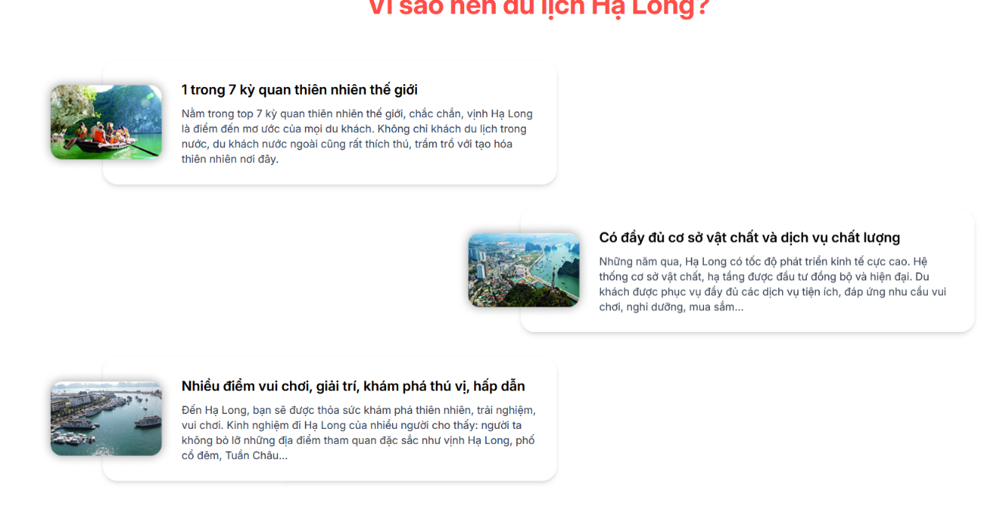 Vì sao nên du lịch Hạ Long?
1 trong 7 kỳ quan thiên nhiên thế giới
Nằm trong top 7 kỳ quan thiên nhiên thế giới, chắc chắn, vịnh Hạ Long
là điểm đến mơ ước của mọi du khách. Không chỉ khách du lịch trong
nước, du khách nước ngoài cũng rất thích thú, trầm trồ với tạo hóa
thiên nhiên nơi đây.
Có đầy đủ cơ sở vật chất và dịch vụ chất lượng
Những năm qua, Hạ Long có tốc độ phát triển kinh tế cực cao. Hệ
thống cơ sở vật chất, hạ tầng được đầu tư đồng bộ và hiện đại. Du
khách được phục vụ đầy đủ các dịch vụ tiện ích, đáp ứng nhu cầu vui
chơi, nghỉ dưỡng, mua sắm...
Nhiều điểm vui chơi, giải trí, khám phá thú vị, hấp dẫn
Đến Hạ Long, bạn sẽ được thỏa sức khám phá thiên nhiên, trải nghiệm,
vui chơi. Kinh nghiệm đi Hạ Long của nhiều người cho thấy: người ta
không bỏ lỡ những địa điểm tham quan đặc sắc như vịnh Hạ Long, phố
cổ đêm, Tuần Châu...